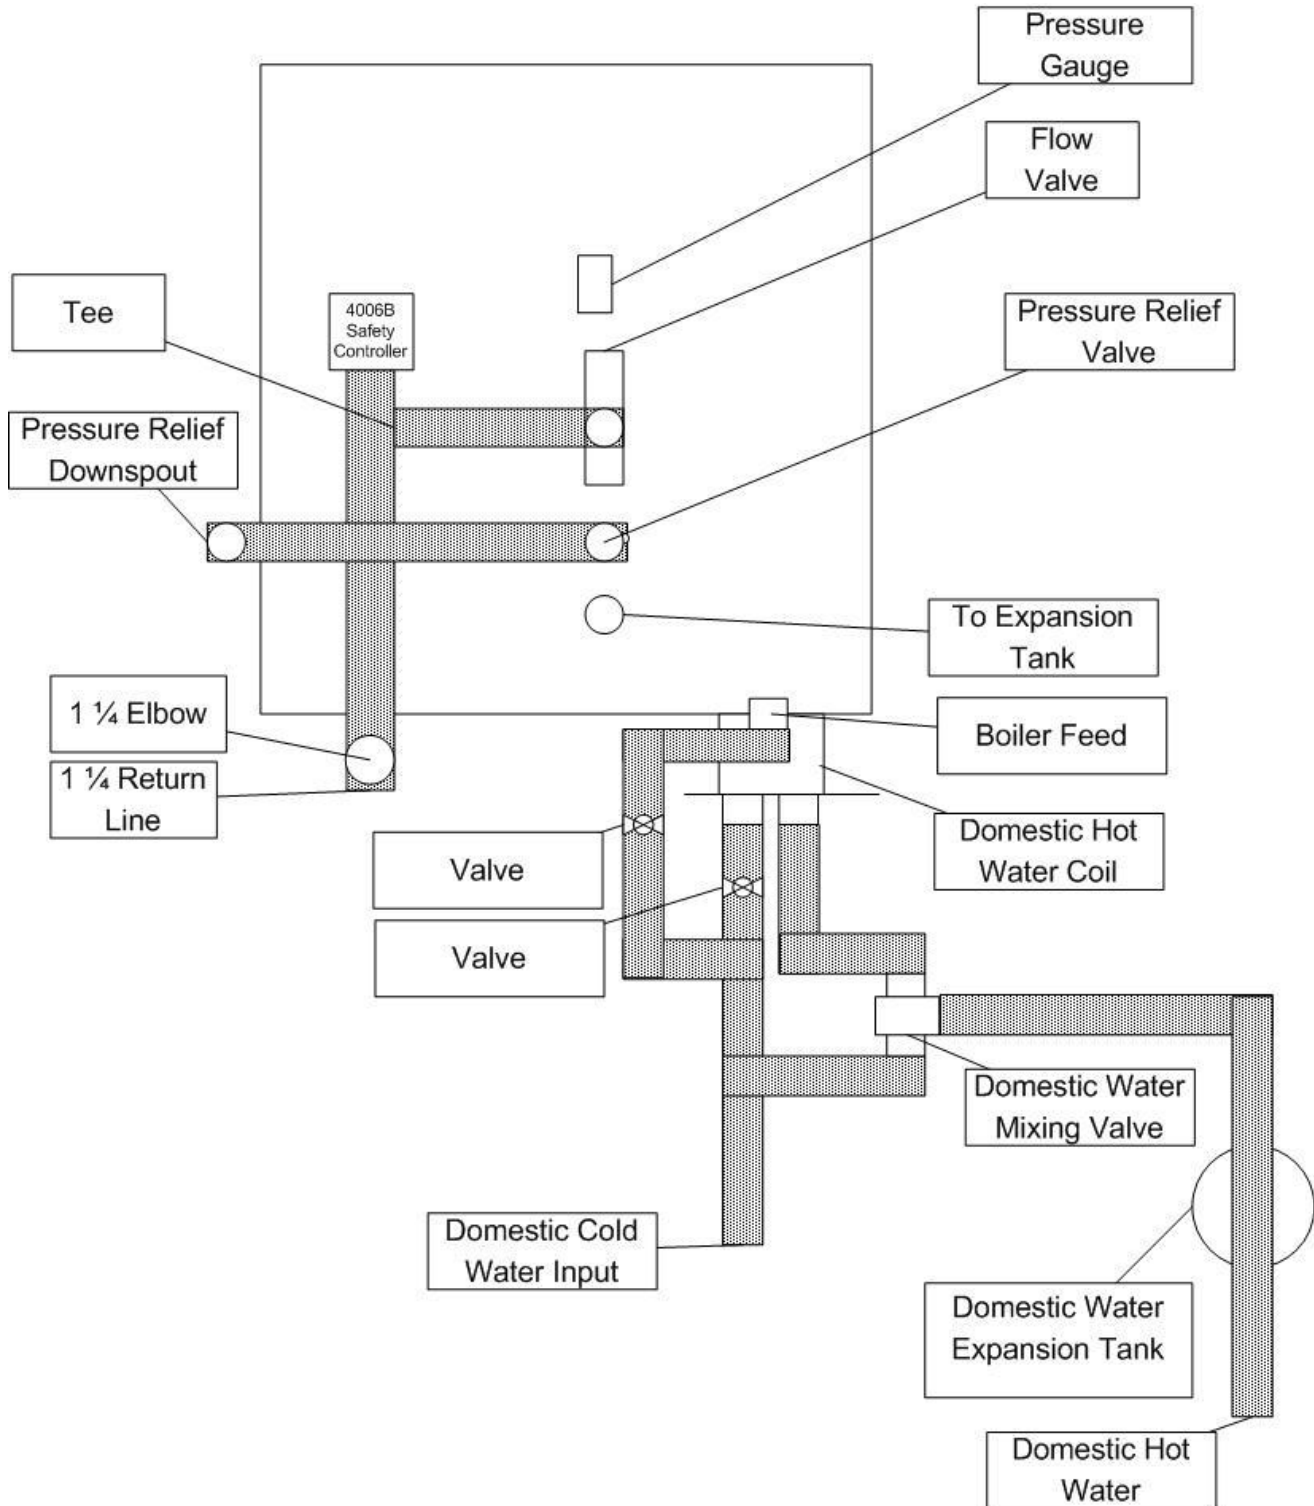 Pressure
Gauge
Flow
Valve
Tee
4006B
Safety
Controller
Pressure Relief
Valve
Pressure Relief
Downspout
To Expansion
Tank
1 ¼ Elbow
Boiler Feed
1 ¼ Return
Line
Valve
Domestic Hot
Water Coil
Valve
Domestic Water
Mixing Valve
Domestic Cold
Water Input
Domestic Water
Expansion Tank
Domestic Hot
Water